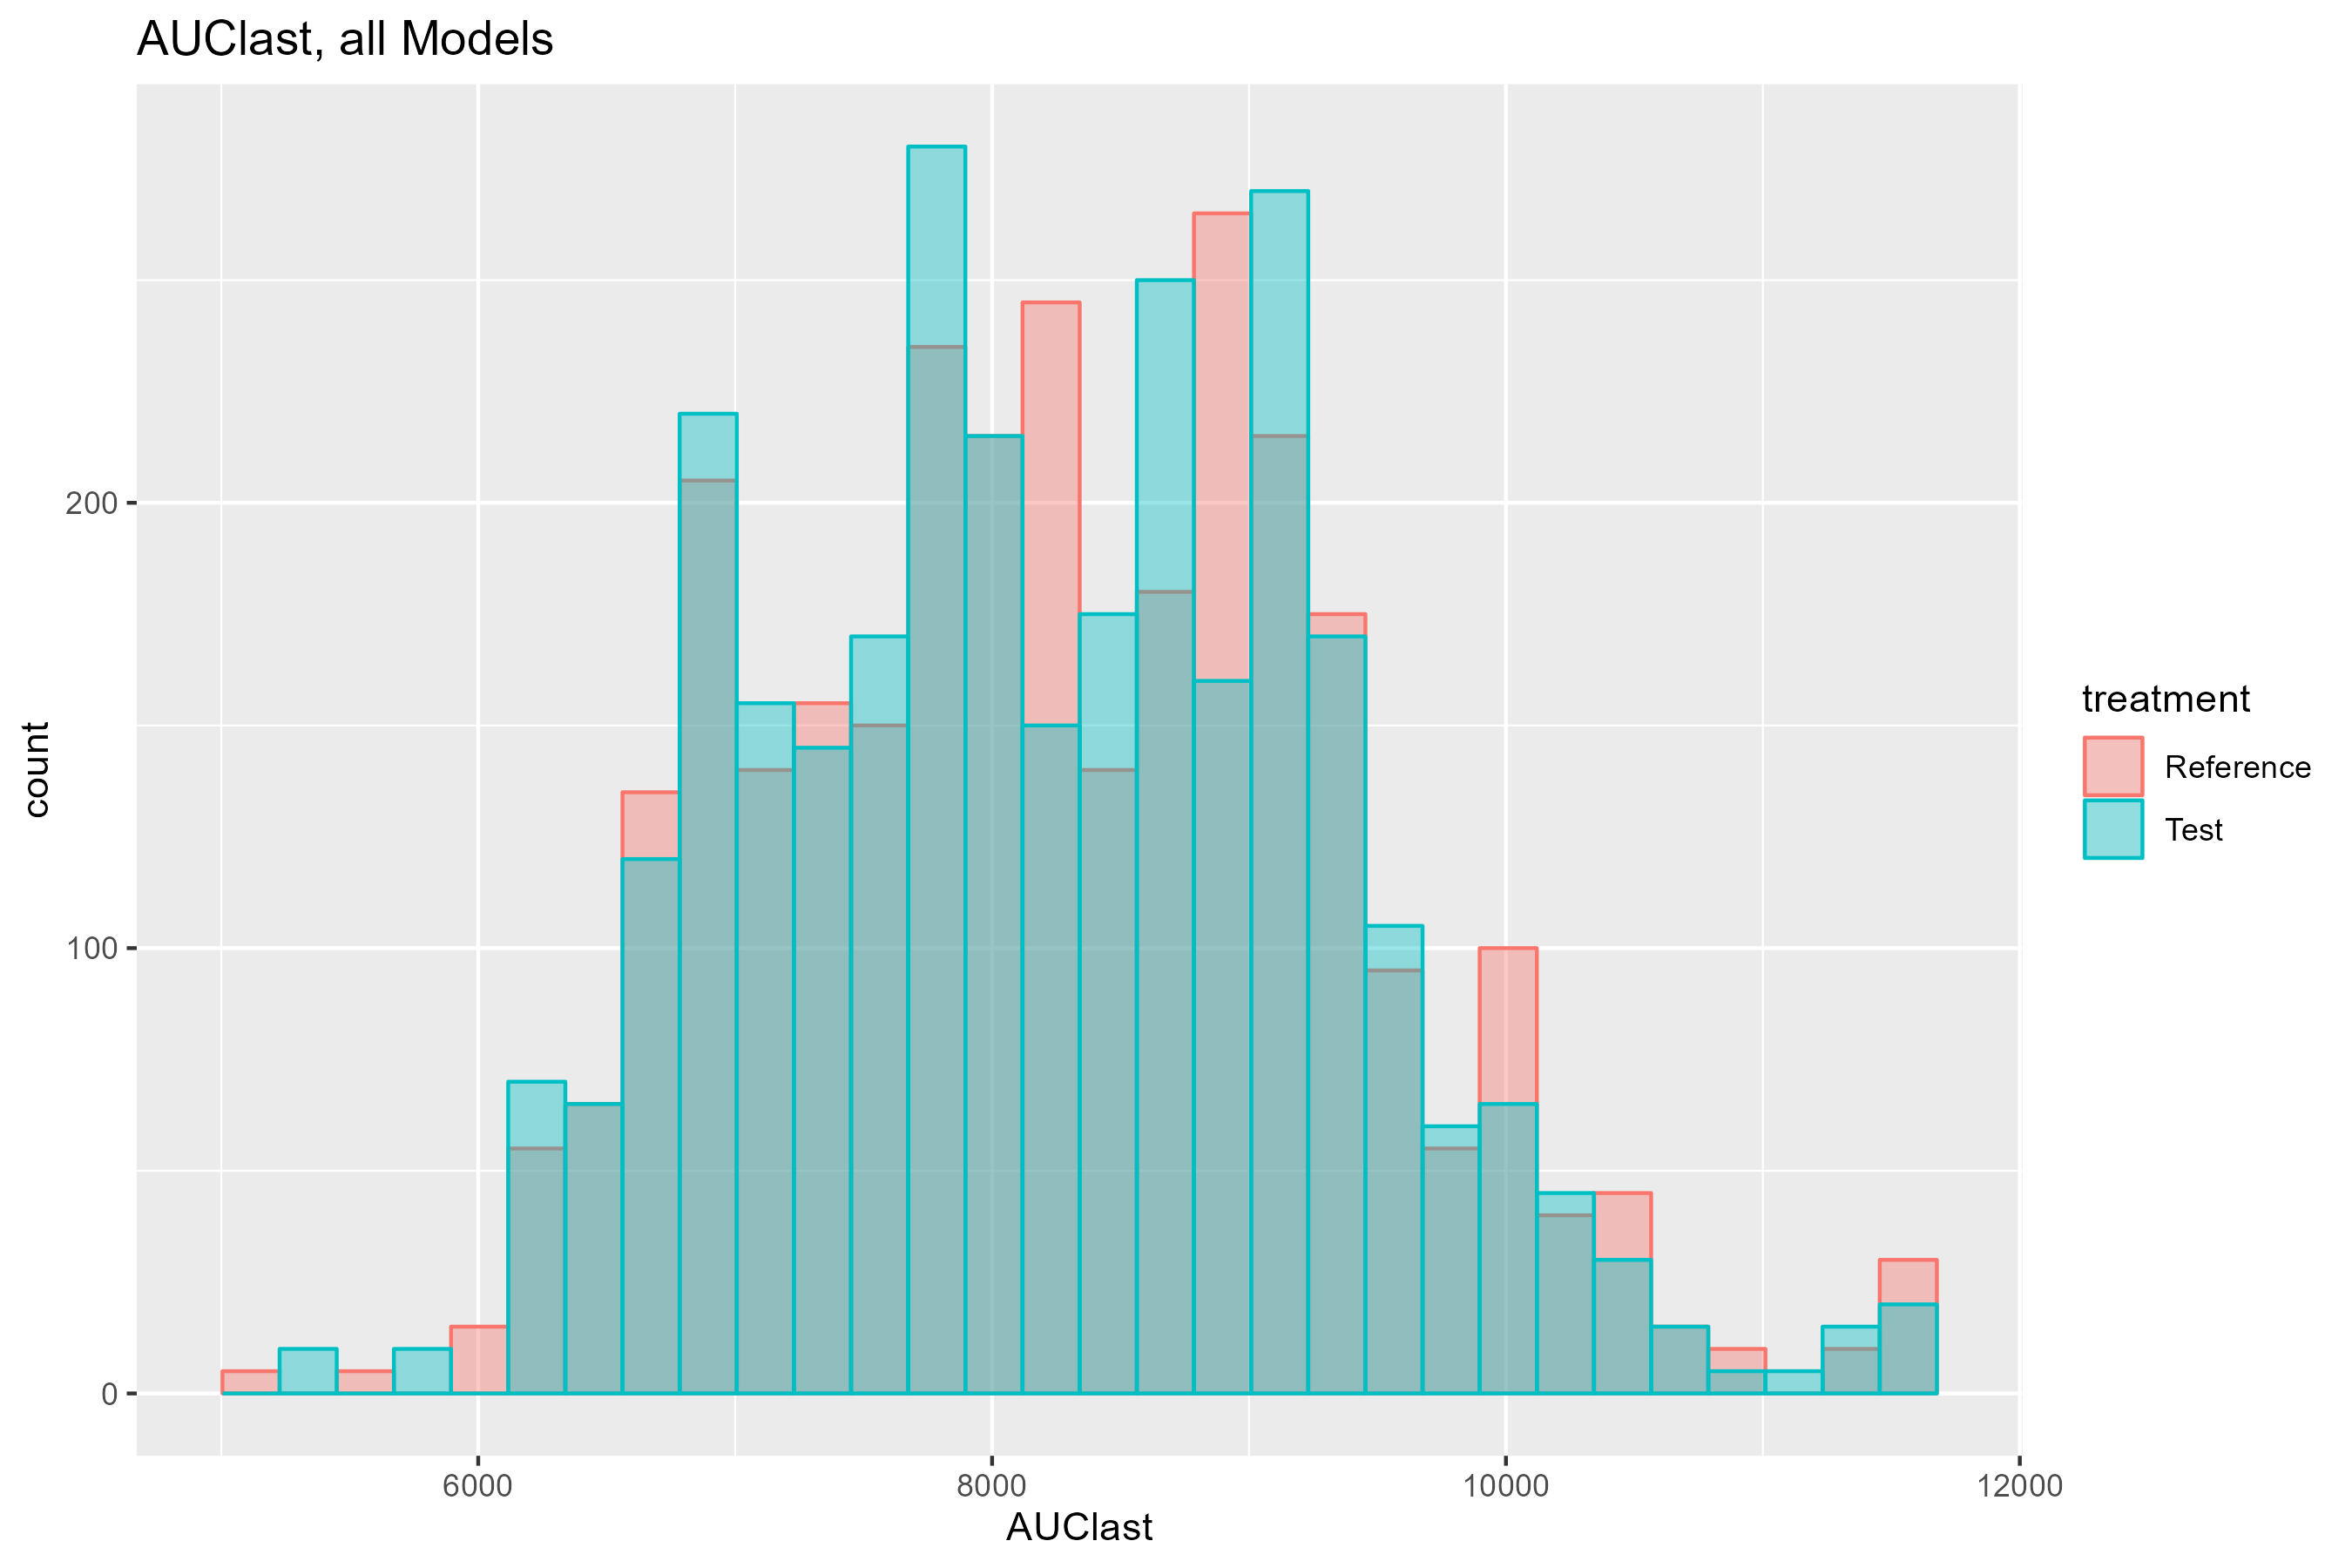 AUClast, all Models
count
200
100
0
6000
8000
10000
12000
AUClast
treatment
Reference
Test